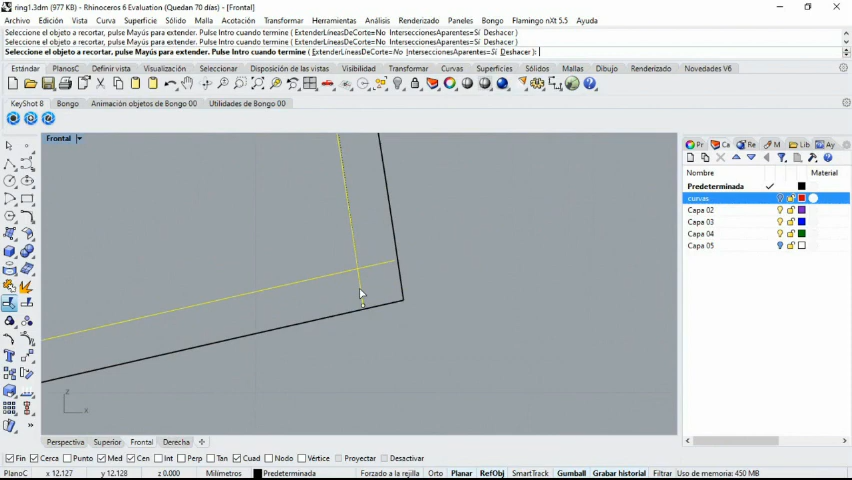 ring1.3dm (977 KB) - Rhinoceros 6 Evaluation (Quedan 70 días) - [Frontal]
Archivo Edición Vista Curva Superficie Sólido Malla Acotación Transformar Herramientas Análisis Renderizado Paneles Bongo Flamingo nXt 5.5 Ayuda
Seleccione el objeto a recortar, pulse Mayús para extender. Pulse Intro cuando termine ( ExtenderLíneasDeCorte=No InterseccionesAparentes=Sí Deshacer )
Seleccione el objeto a recortar, pulse Mayús para extender. Pulse Intro cuando termine ( ExtenderLíneasDeCorte=No InterseccionesAparentes=Sí Deshacer )
Seleccione el objeto a recortar, pulse Mayús para extender. Pulse Intro cuando termine ( ExtenderLíneasDeCorte=No InterseccionesAparentes=Sí Deshacer ):
Estándar PlanosC Definir vista Visualización Seleccionar Disposición de las vistas Visibilidad Transformar Curvas Superficies Sólidos Mallas Dibujo Renderizado Novedades V6
KeyShot 8 Bongo Animación objetos de Bongo 00 Utilidades de Bongo 00
Frontal
Pr Ca Re M Lib Ay
Nombre Material
Predeterminada
curvas
Capa 02
Capa 03
Capa 04
Capa 05
z
x
Perspectiva Superior Frontal Derecha
Fin Cerca Punto Med Cen Int Perp Tan Cuad Nodo Vértice Proyectar Desactivar
PlanoC x 12.127 y 12.128 z 0.000 Milímetros Predeterminada Forzado a la rejilla Orto Planar RefObj SmartTrack Gumball Grabar historial Filtrar Uso de memoria: 450 MB